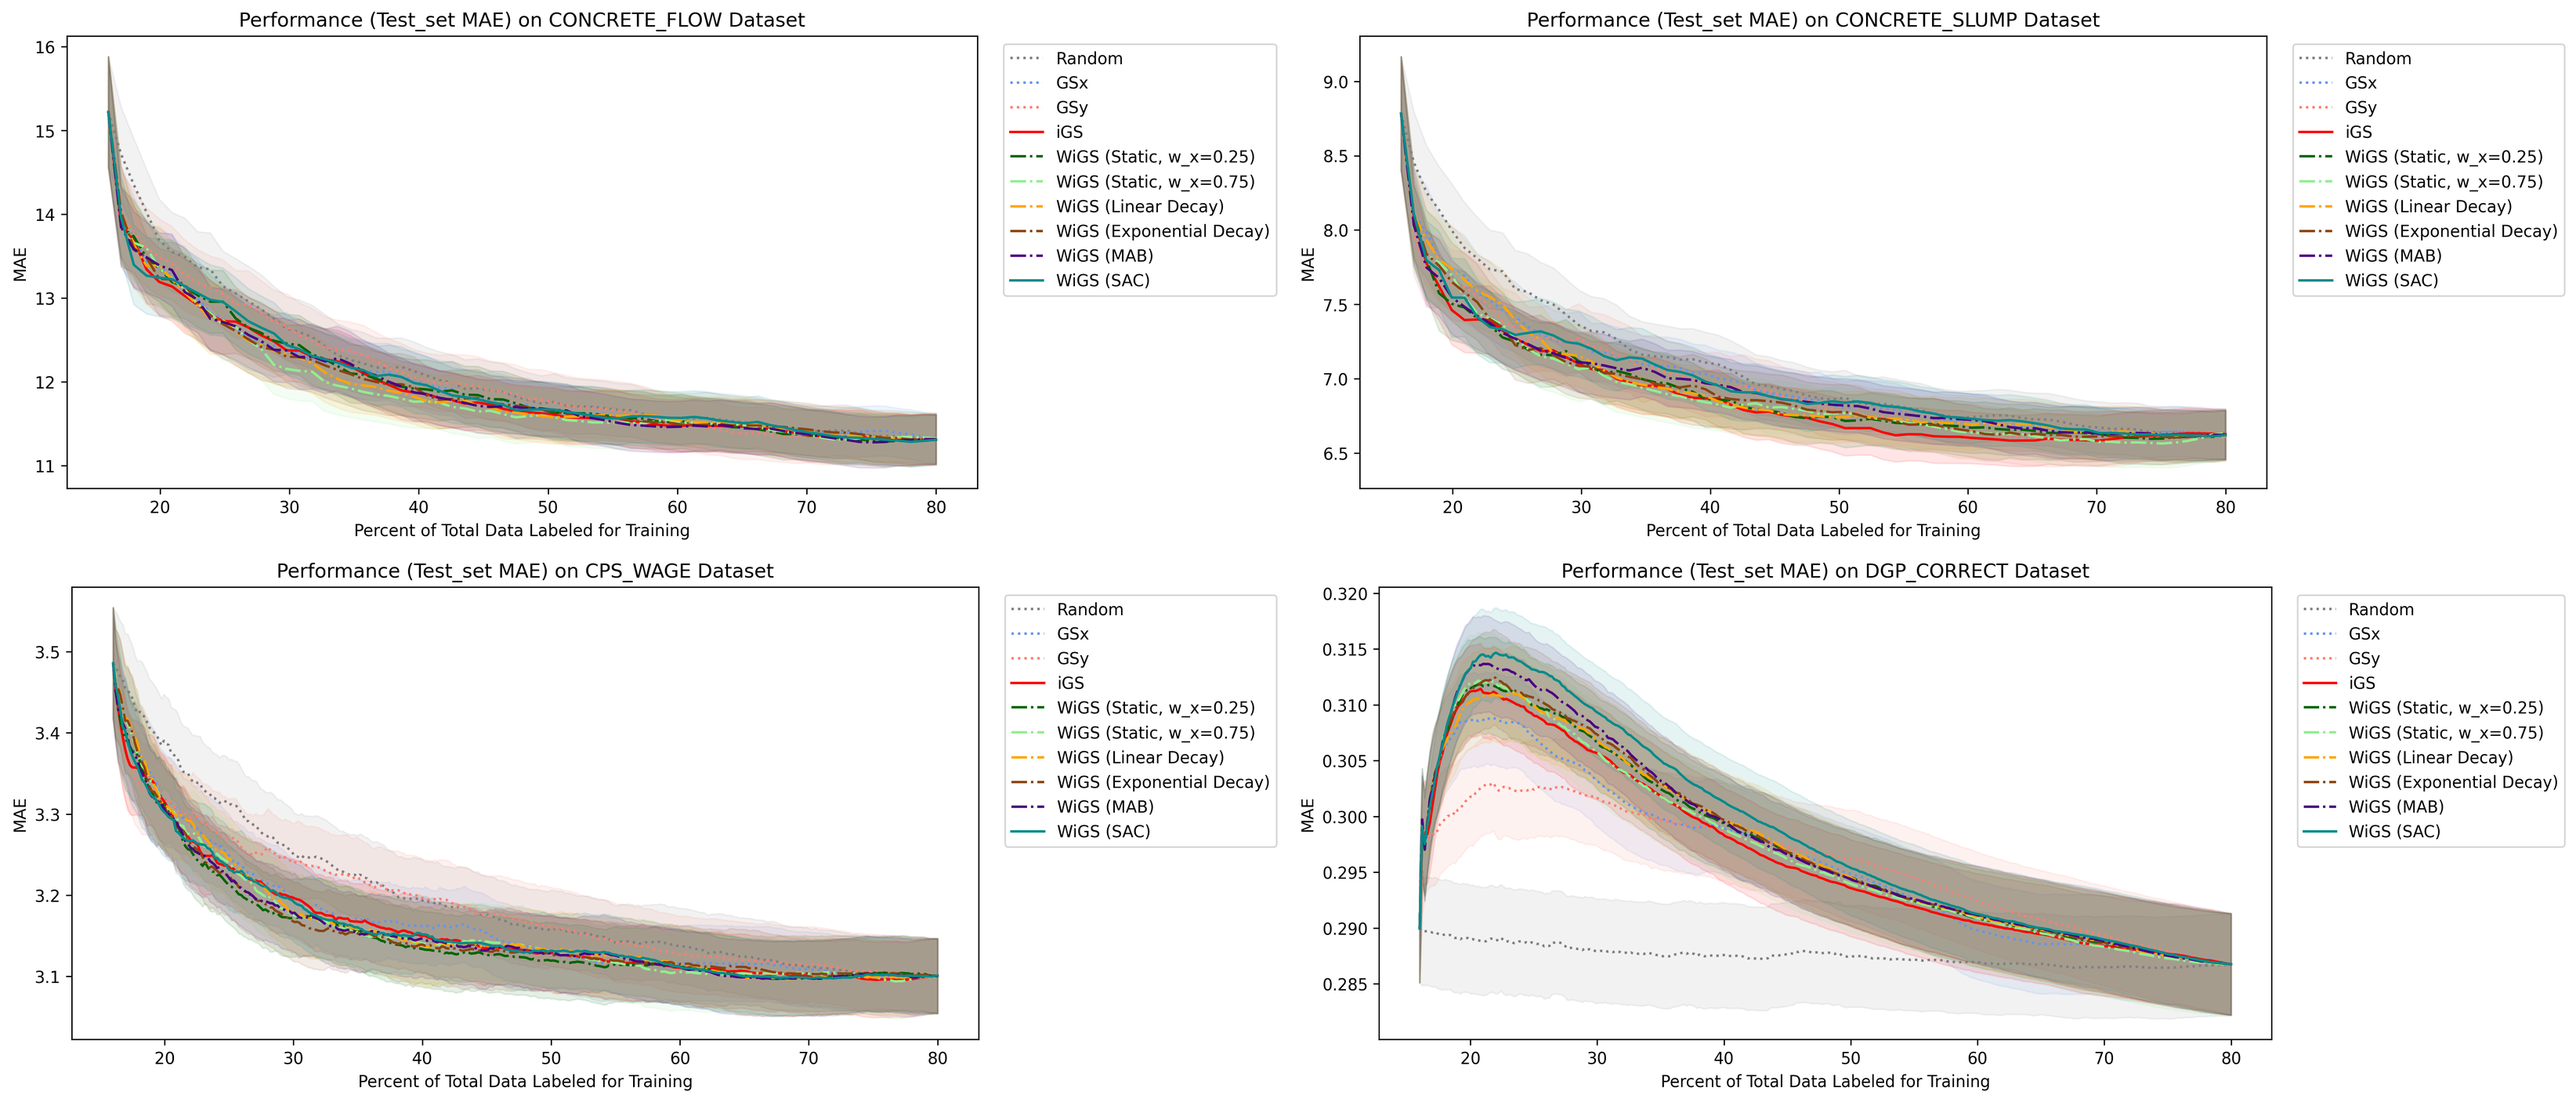 Performance (Test_set MAE) on CONCRETE_FLOW Dataset
16
15
14
13
12
11
MAE
20 30 40 50 60 70 80
Percent of Total Data Labeled for Training
Random
GSx
GSy
iGS
WiGS (Static, w_x=0.25)
WiGS (Static, w_x=0.75)
WiGS (Linear Decay)
WiGS (Exponential Decay)
WiGS (MAB)
WiGS (SAC)
Performance (Test_set MAE) on CONCRETE_SLUMP Dataset
9.0
8.5
8.0
7.5
7.0
6.5
MAE
20 30 40 50 60 70 80
Percent of Total Data Labeled for Training
Random
GSx
GSy
iGS
WiGS (Static, w_x=0.25)
WiGS (Static, w_x=0.75)
WiGS (Linear Decay)
WiGS (Exponential Decay)
WiGS (MAB)
WiGS (SAC)
Performance (Test_set MAE) on CPS_WAGE Dataset
3.5
3.4
3.3
3.2
3.1
MAE
20 30 40 50 60 70 80
Percent of Total Data Labeled for Training
Random
GSx
GSy
iGS
WiGS (Static, w_x=0.25)
WiGS (Static, w_x=0.75)
WiGS (Linear Decay)
WiGS (Exponential Decay)
WiGS (MAB)
WiGS (SAC)
Performance (Test_set MAE) on DGP_CORRECT Dataset
0.320
0.315
0.310
0.305
0.300
0.295
0.290
0.285
MAE
20 30 40 50 60 70 80
Percent of Total Data Labeled for Training
Random
GSx
GSy
iGS
WiGS (Static, w_x=0.25)
WiGS (Static, w_x=0.75)
WiGS (Linear Decay)
WiGS (Exponential Decay)
WiGS (MAB)
WiGS (SAC)